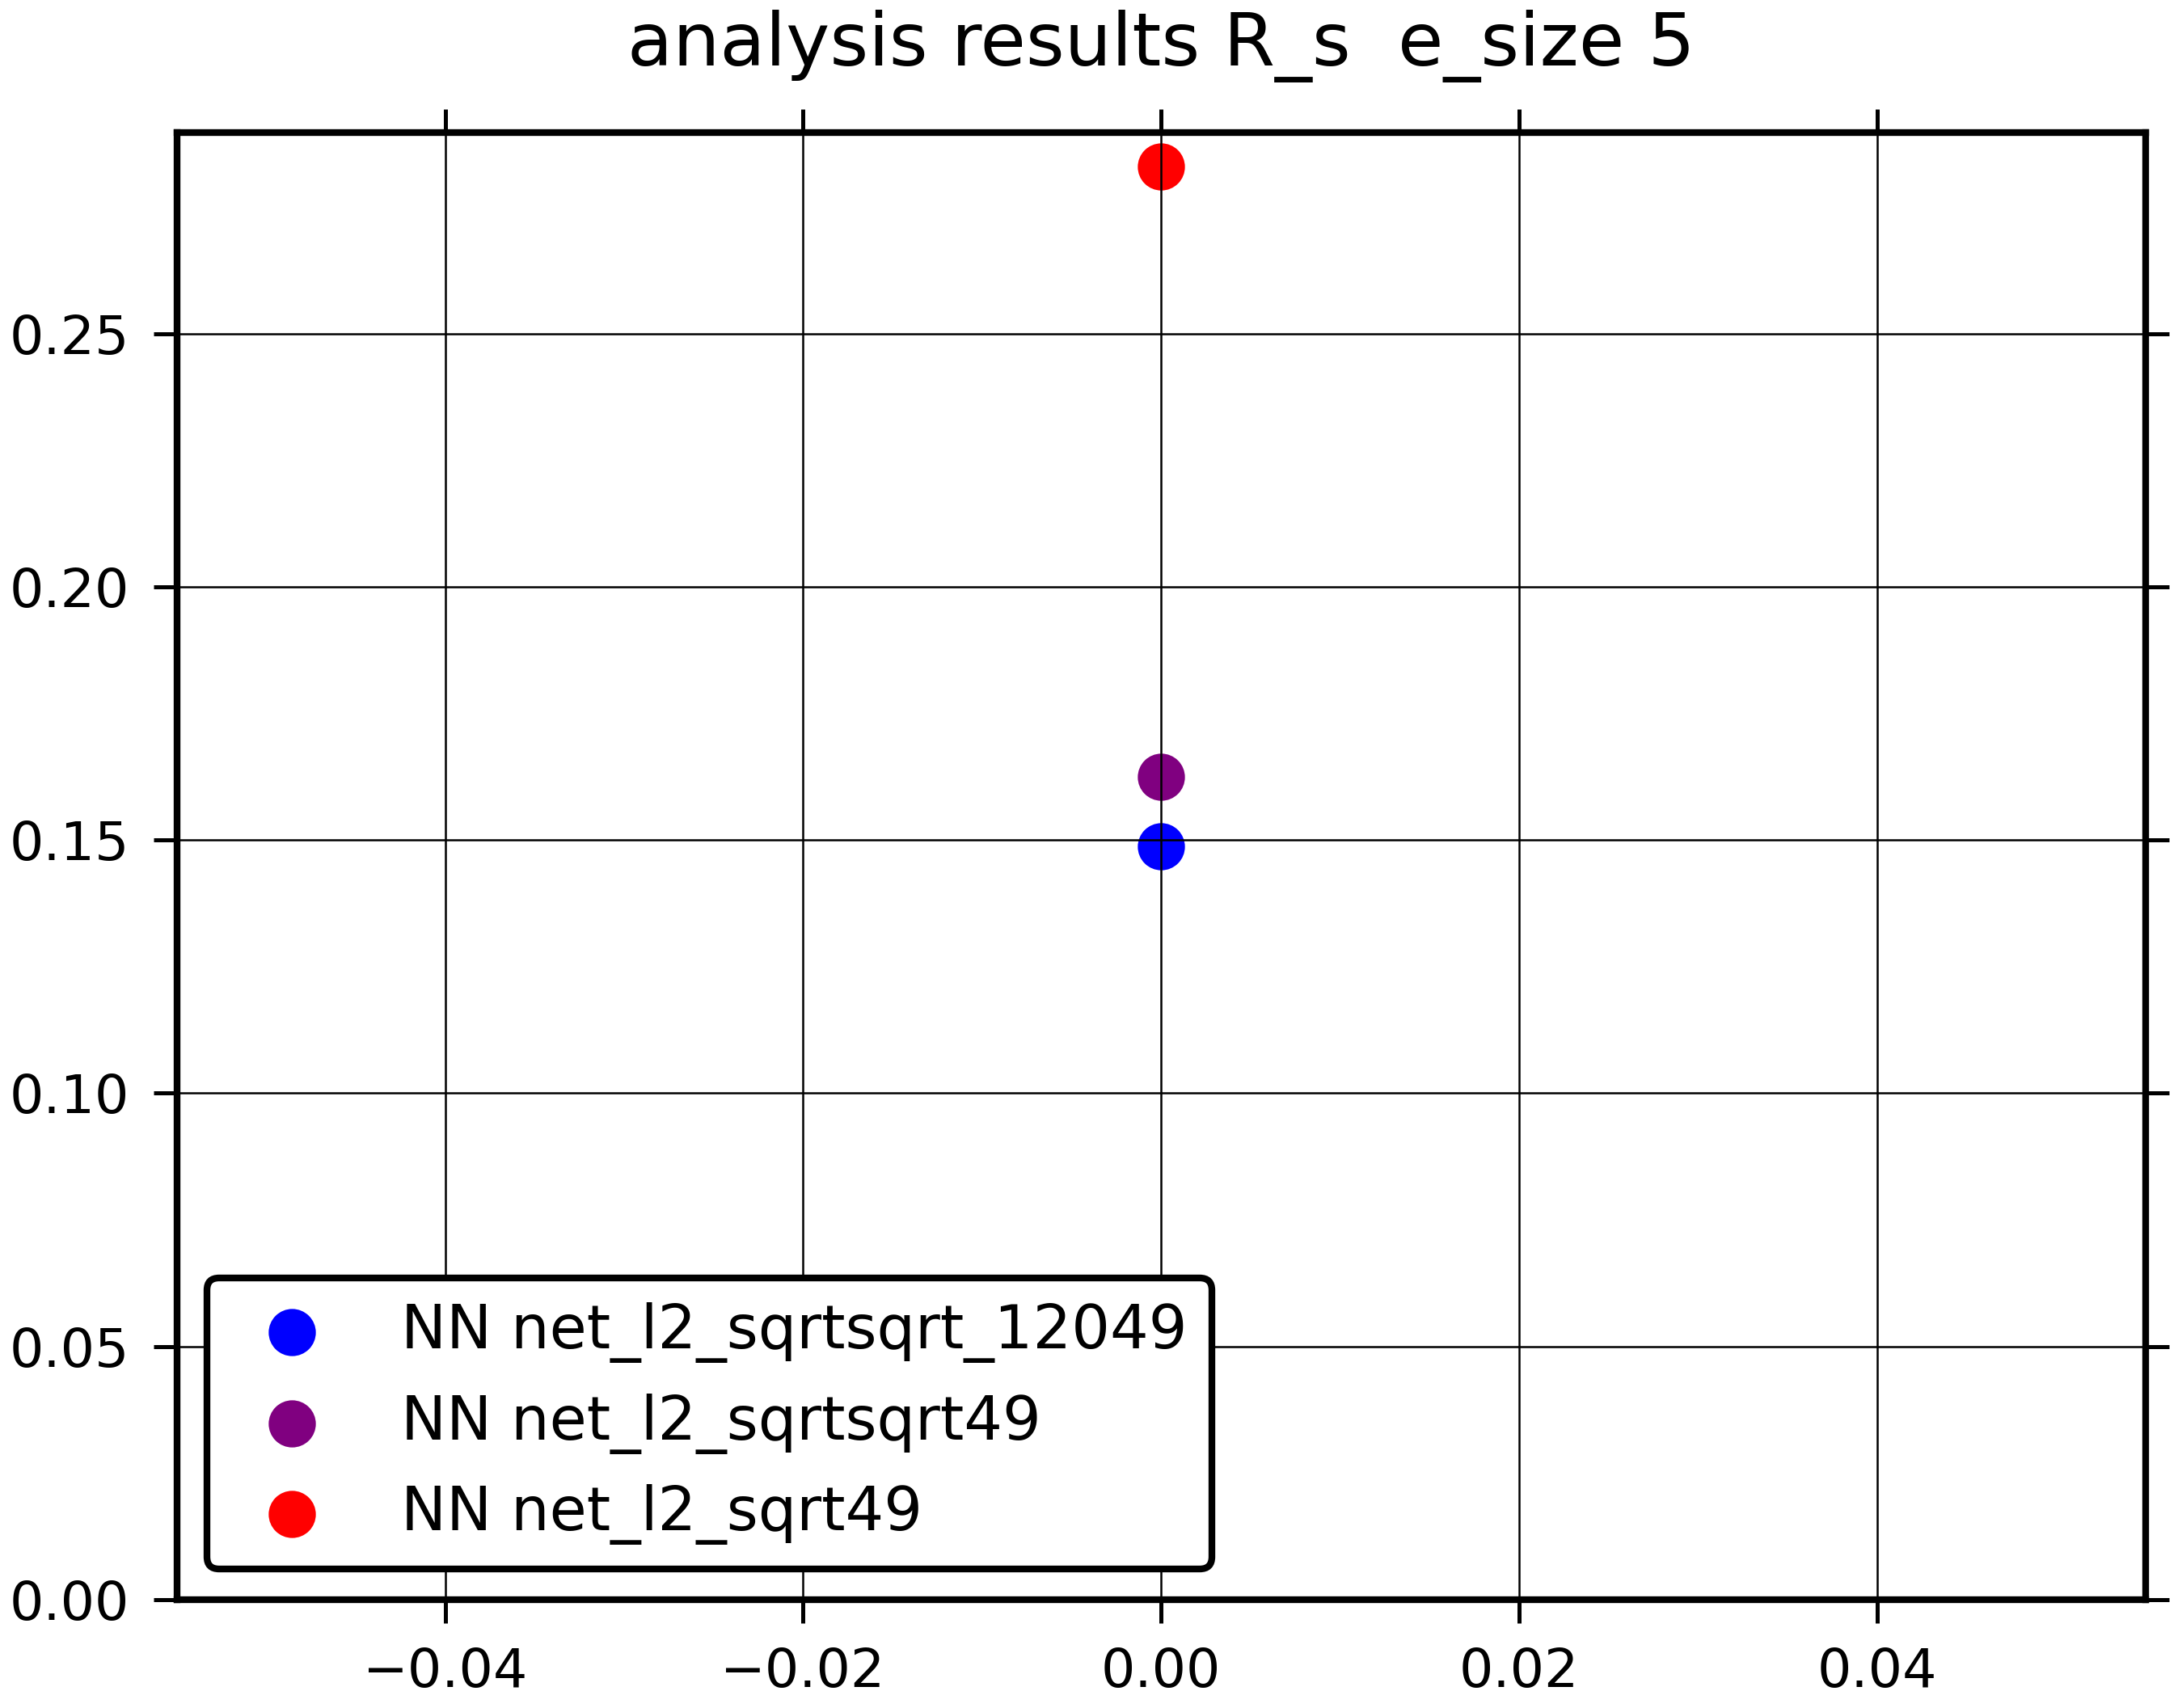 analysis results R_s  e_size 5
0.25
0.20
0.15
0.10
0.05
0.00
NN net_l2_sqrtsqrt_12049
NN net_l2_sqrtsqrt49
NN net_l2_sqrt49
−0.04 −0.02 0.00 0.02 0.04